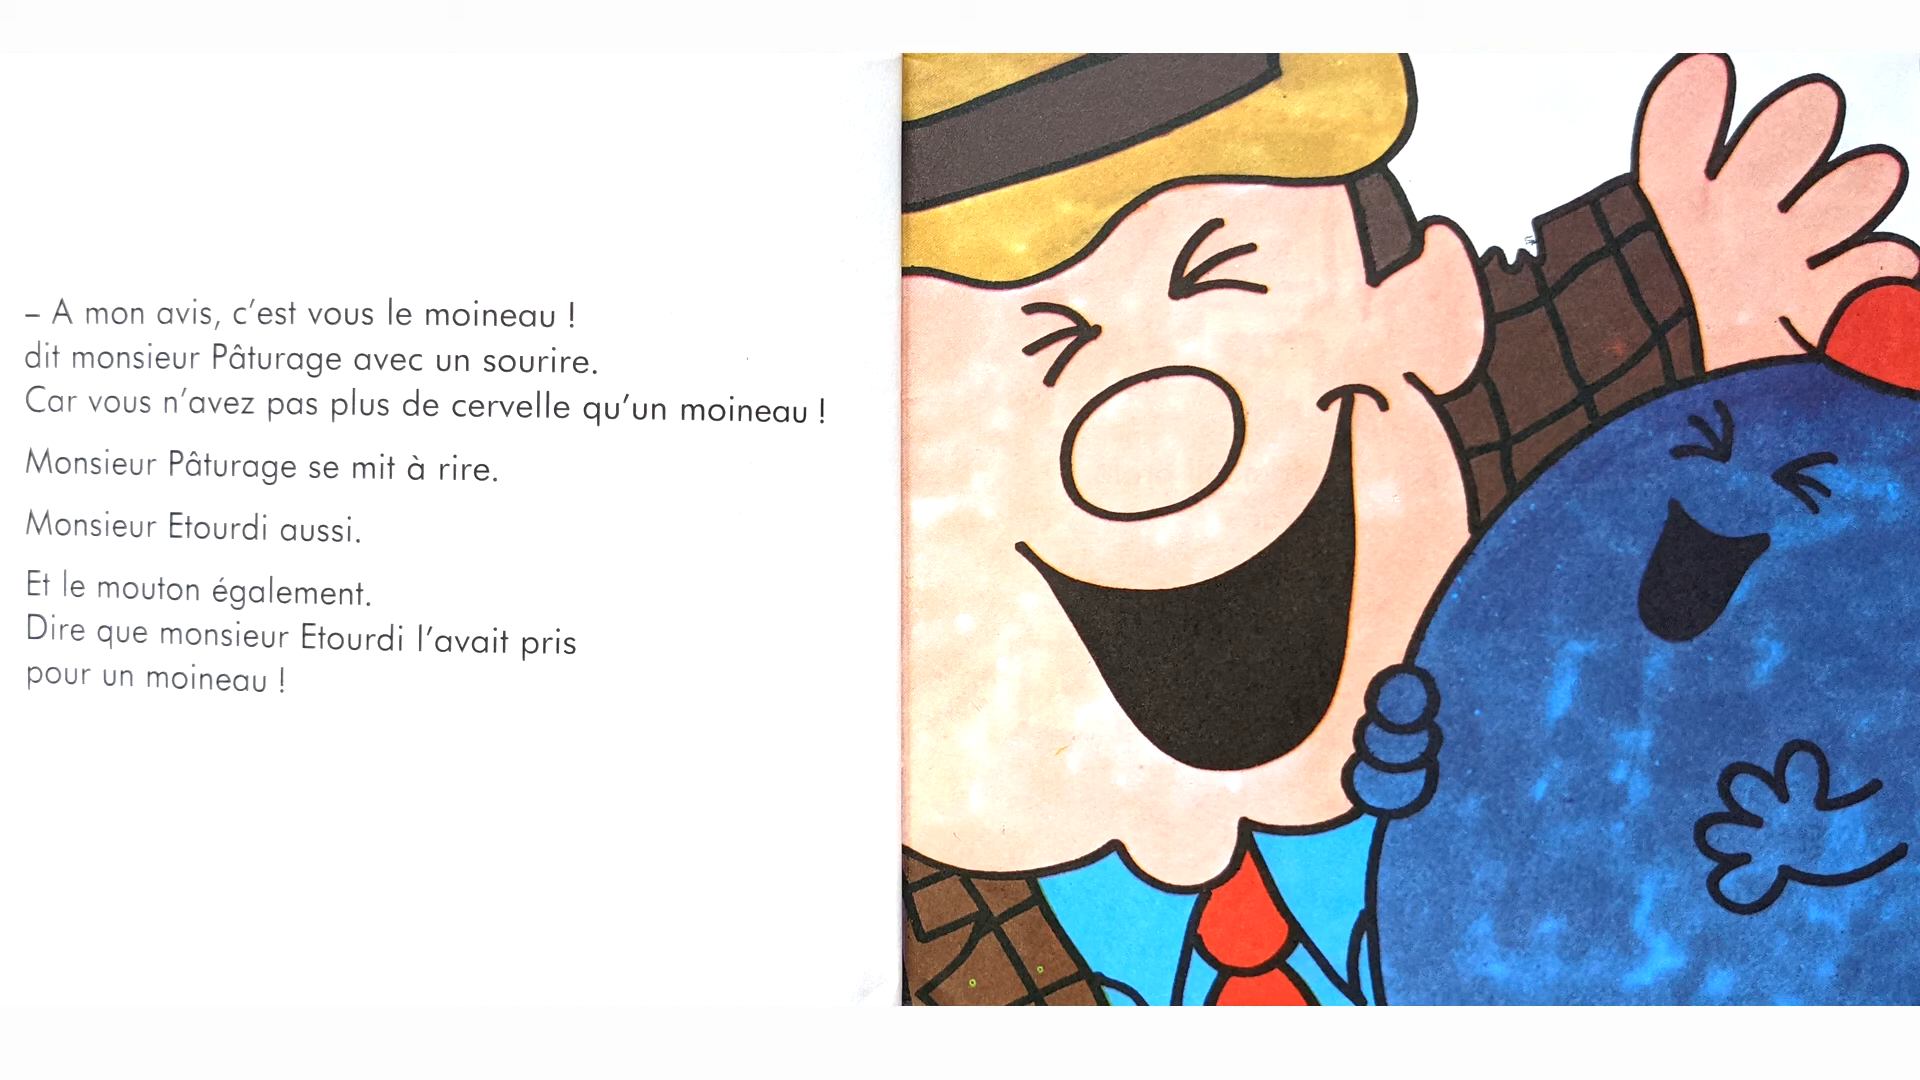 – A mon avis, c’est vous le moineau !
dit monsieur Pâturage avec un sourire.
Car vous n’avez pas plus de cervelle qu’un moineau !
Monsieur Pâturage se mit à rire.
Monsieur Etourdi aussi.
Et le mouton également.
Dire que monsieur Etourdi l’avait pris
pour un moineau !